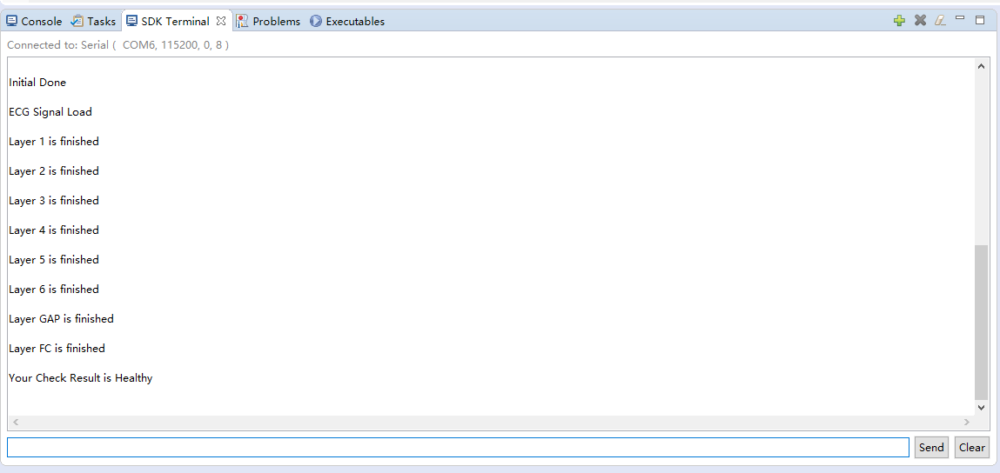 Console Tasks SDK Terminal Problems Executables
Connected to: Serial ( COM6, 115200, 0, 8 )
Initial Done
ECG Signal Load
Layer 1 is finished
Layer 2 is finished
Layer 3 is finished
Layer 4 is finished
Layer 5 is finished
Layer 6 is finished
Layer GAP is finished
Layer FC is finished
Your Check Result is Healthy
Send Clear